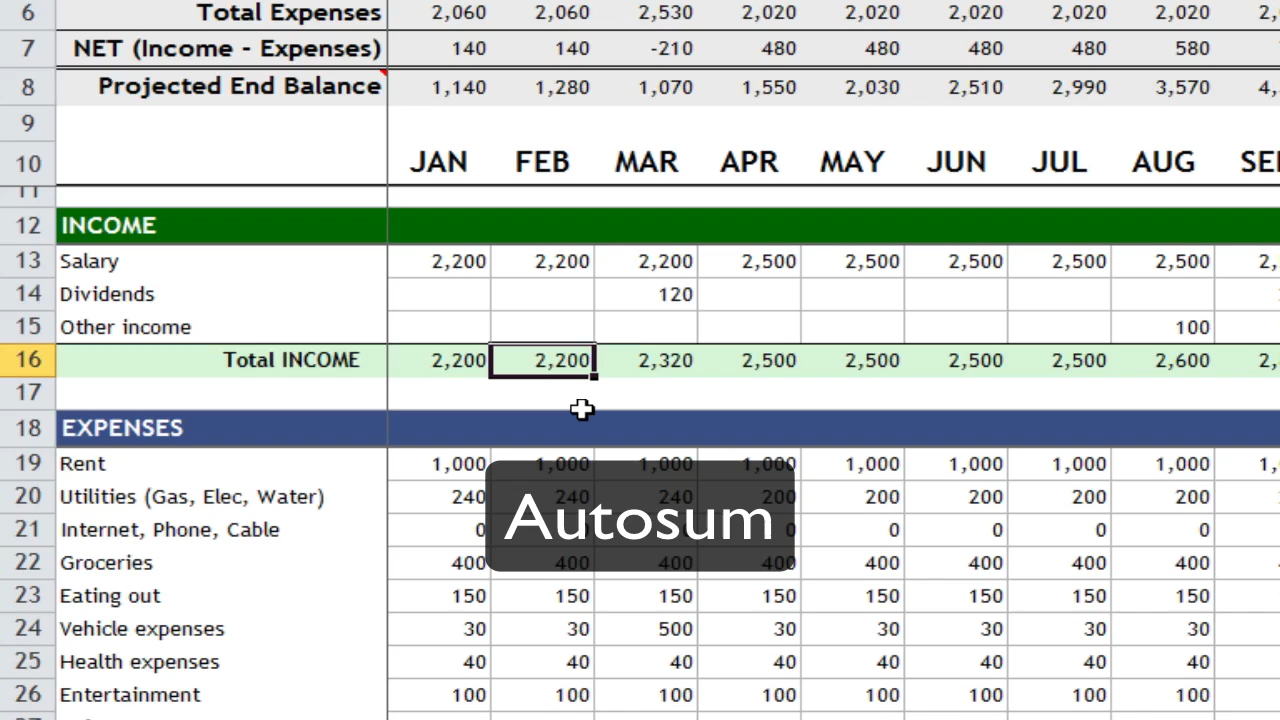 6 Total Expenses 2,060 2,060 2,530 2,020 2,020 2,020 2,020 2,020
7 NET (Income - Expenses) 140 140 -210 480 480 480 480 580
8 Projected End Balance 1,140 1,280 1,070 1,550 2,030 2,510 2,990 3,570 4,
9
10 JAN FEB MAR APR MAY JUN JUL AUG SE
11
12 INCOME
13 Salary 2,200 2,200 2,200 2,500 2,500 2,500 2,500 2,500 2,
14 Dividends 120
15 Other income 100
16 Total INCOME 2,200 2,200 2,320 2,500 2,500 2,500 2,500 2,600 2,
17
18 EXPENSES
19 Rent 1,000 1,000 1,000 1,000 1,000 1,000 1,000 1,000 1,
20 Utilities (Gas, Elec, Water) 240 240 240 200 200 200 200 200
Autosum
21 Internet, Phone, Cable 0 0 0 0 0
22 Groceries 400 400 400 400 400 400 400 400
23 Eating out 150 150 150 150 150 150 150 150
24 Vehicle expenses 30 30 500 30 30 30 30 30
25 Health expenses 40 40 40 40 40 40 40 40
26 Entertainment 100 100 100 100 100 100 100 100